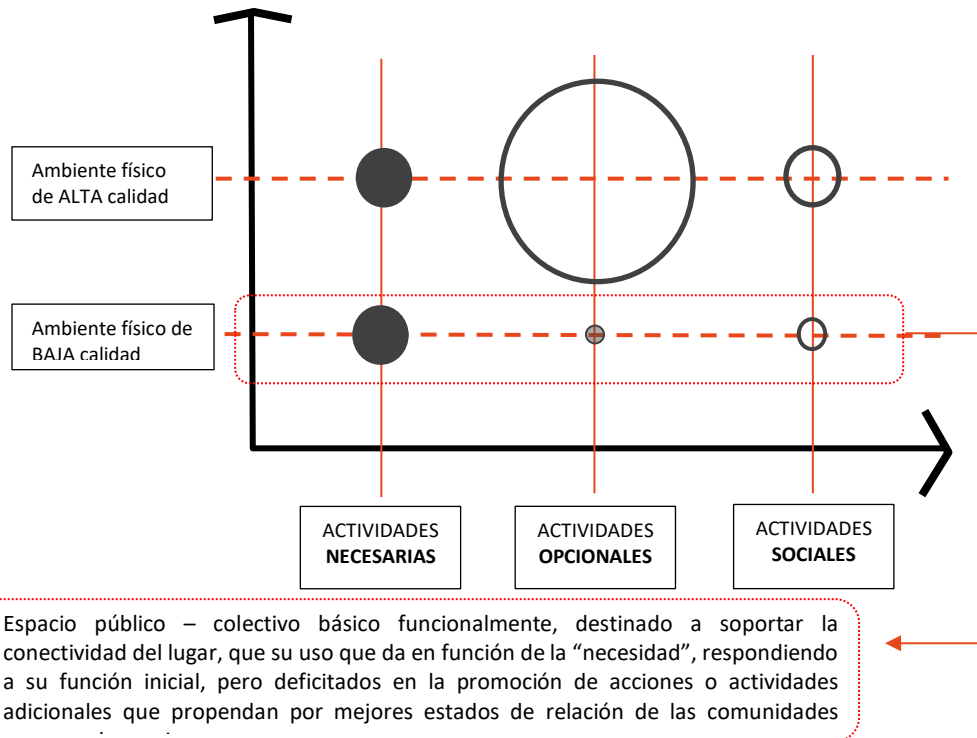 Ambiente físico
de ALTA calidad
Ambiente físico de
BAJA calidad
ACTIVIDADES
NECESARIAS
ACTIVIDADES
OPCIONALES
ACTIVIDADES
SOCIALES
Espacio público – colectivo básico funcionalmente, destinado a soportar la
conectividad del lugar, que su uso que da en función de la “necesidad”, respondiendo
a su función inicial, pero deficitados en la promoción de acciones o actividades
adicionales que propendan por mejores estados de relación de las comunidades